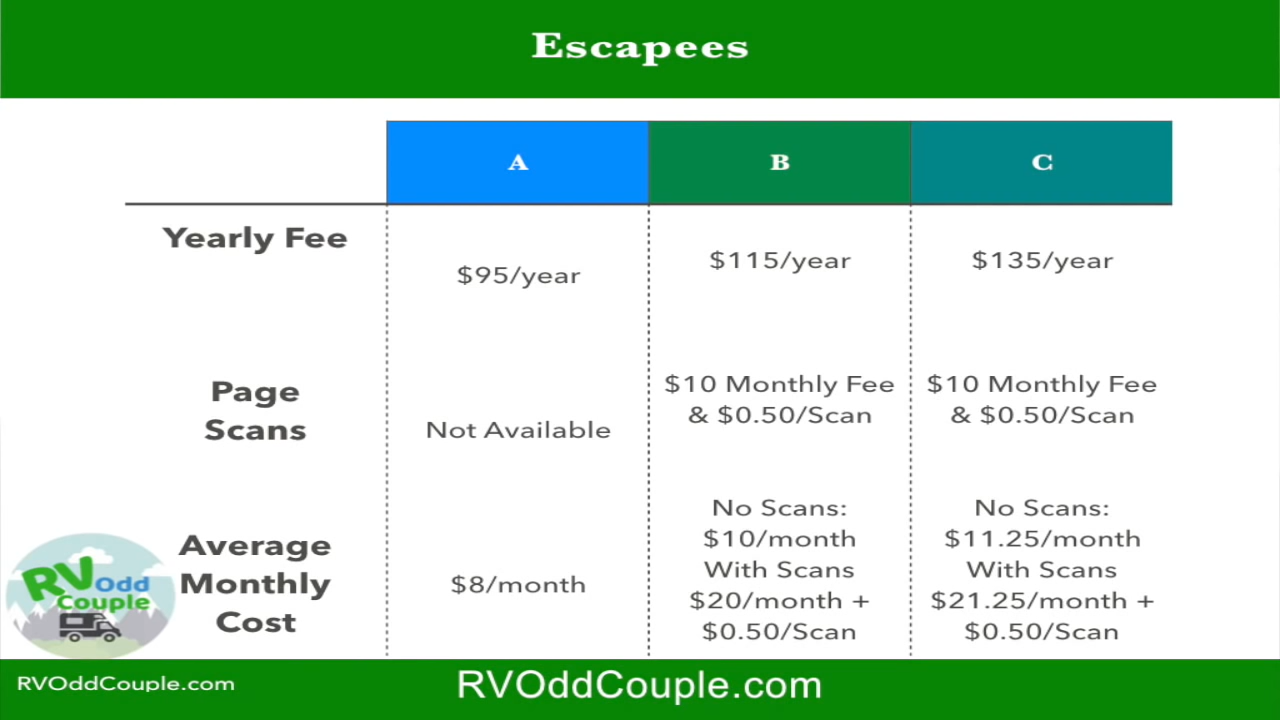 Escapees
A B C
Yearly Fee
$95/year
$115/year
$135/year
Page
Scans
Not Available
$10 Monthly Fee
& $0.50/Scan
$10 Monthly Fee
& $0.50/Scan
Average
Monthly
Cost
$8/month
No Scans:
$10/month
With Scans
$20/month +
$0.50/Scan
No Scans:
$11.25/month
With Scans
$21.25/month +
$0.50/Scan
RV Odd
Couple
RVOddCouple.com
RVOddCouple.com